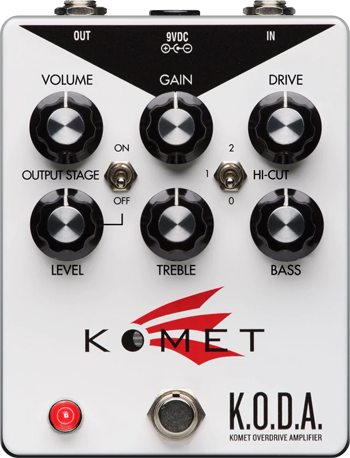 OUT
9VDC
IN
VOLUME
GAIN
DRIVE
ON
2
OUTPUT STAGE
1
HI-CUT
OFF
0
LEVEL
TREBLE
BASS
KOMET
K.O.D.A.
KOMET OVERDRIVE AMPLIFIER